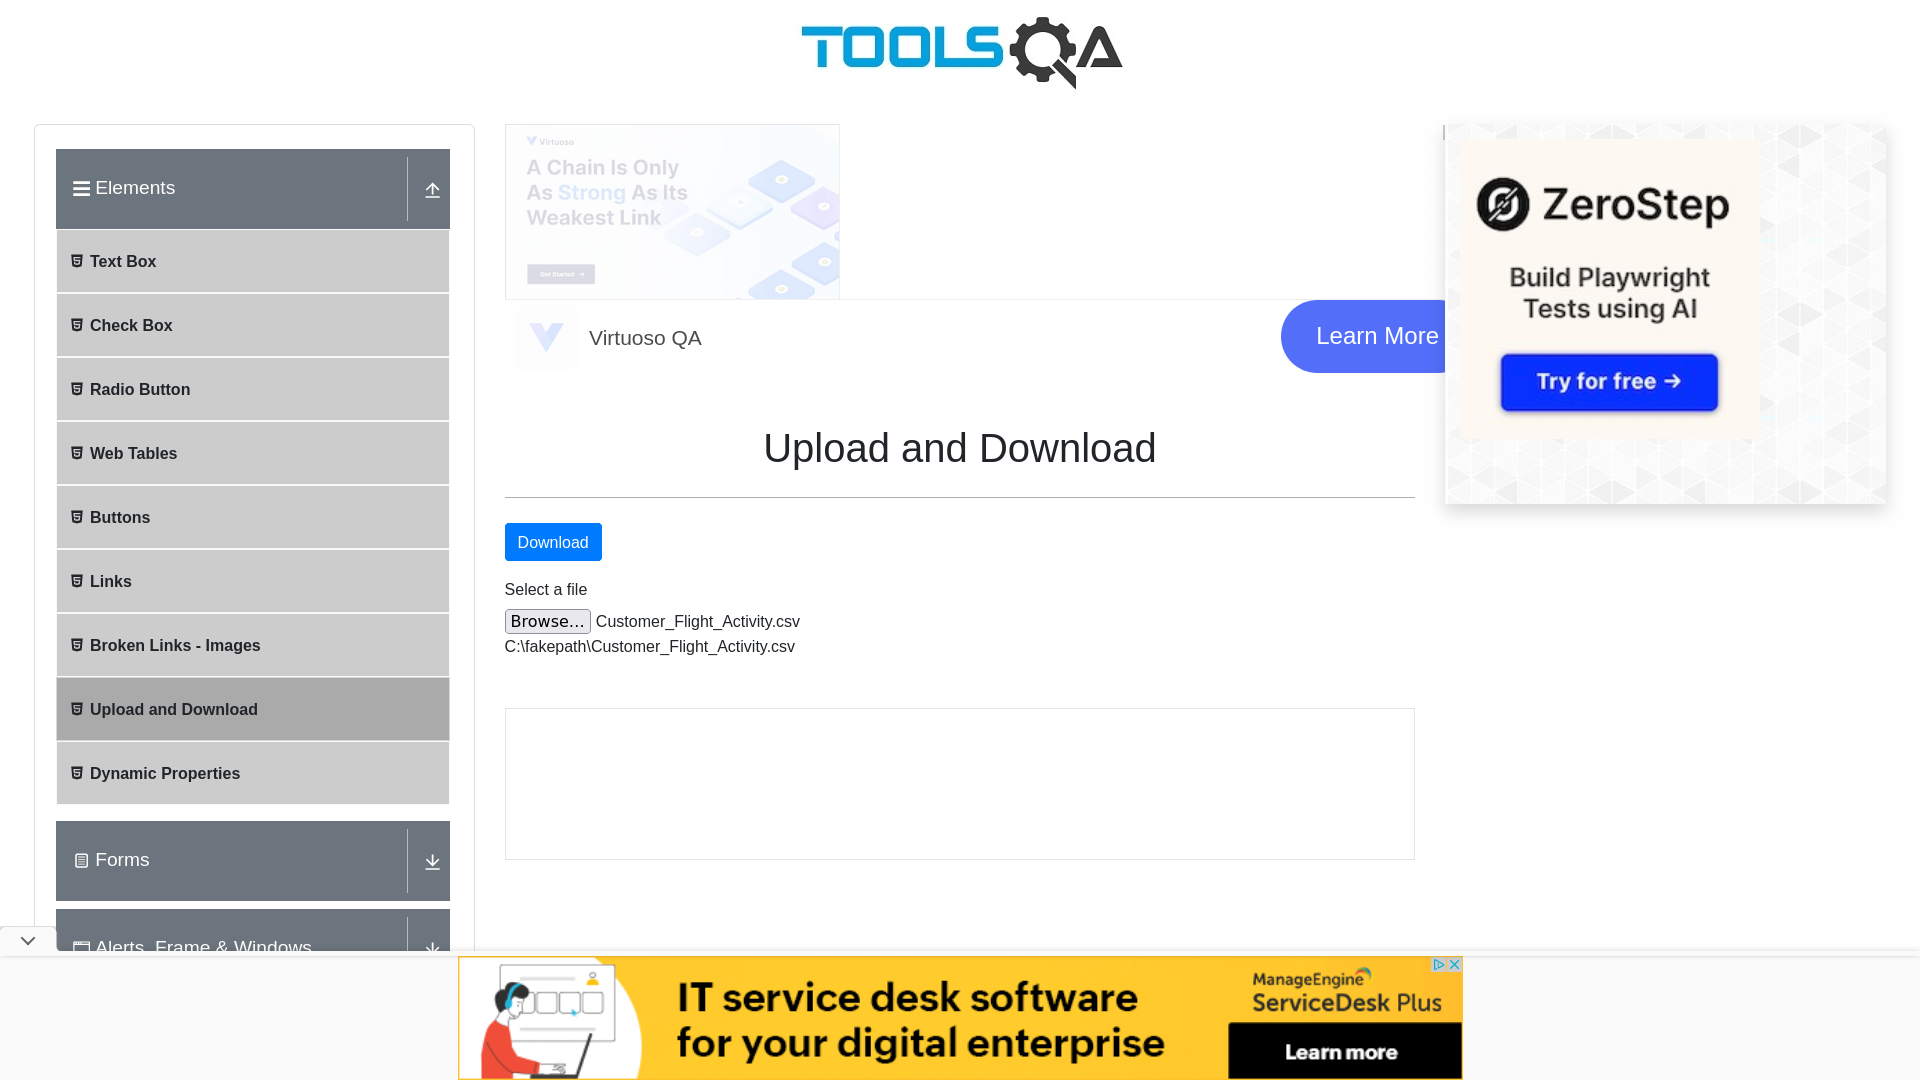 TOOLSQA
Elements
Text Box
Check Box
Radio Button
Web Tables
Buttons
Links
Broken Links - Images
Upload and Download
Dynamic Properties
Forms
Alerts, Frame & Windows
Virtuoso
A Chain Is Only
As Strong As Its
Weakest Link
Get Started →
Virtuoso QA
Learn More
Upload and Download
Download
Select a file
Browse... Customer_Flight_Activity.csv
C:\fakepath\Customer_Flight_Activity.csv
ZeroStep
Build Playwright
Tests using AI
Try for free →
IT service desk software
for your digital enterprise
ManageEngine
ServiceDesk Plus
Learn more